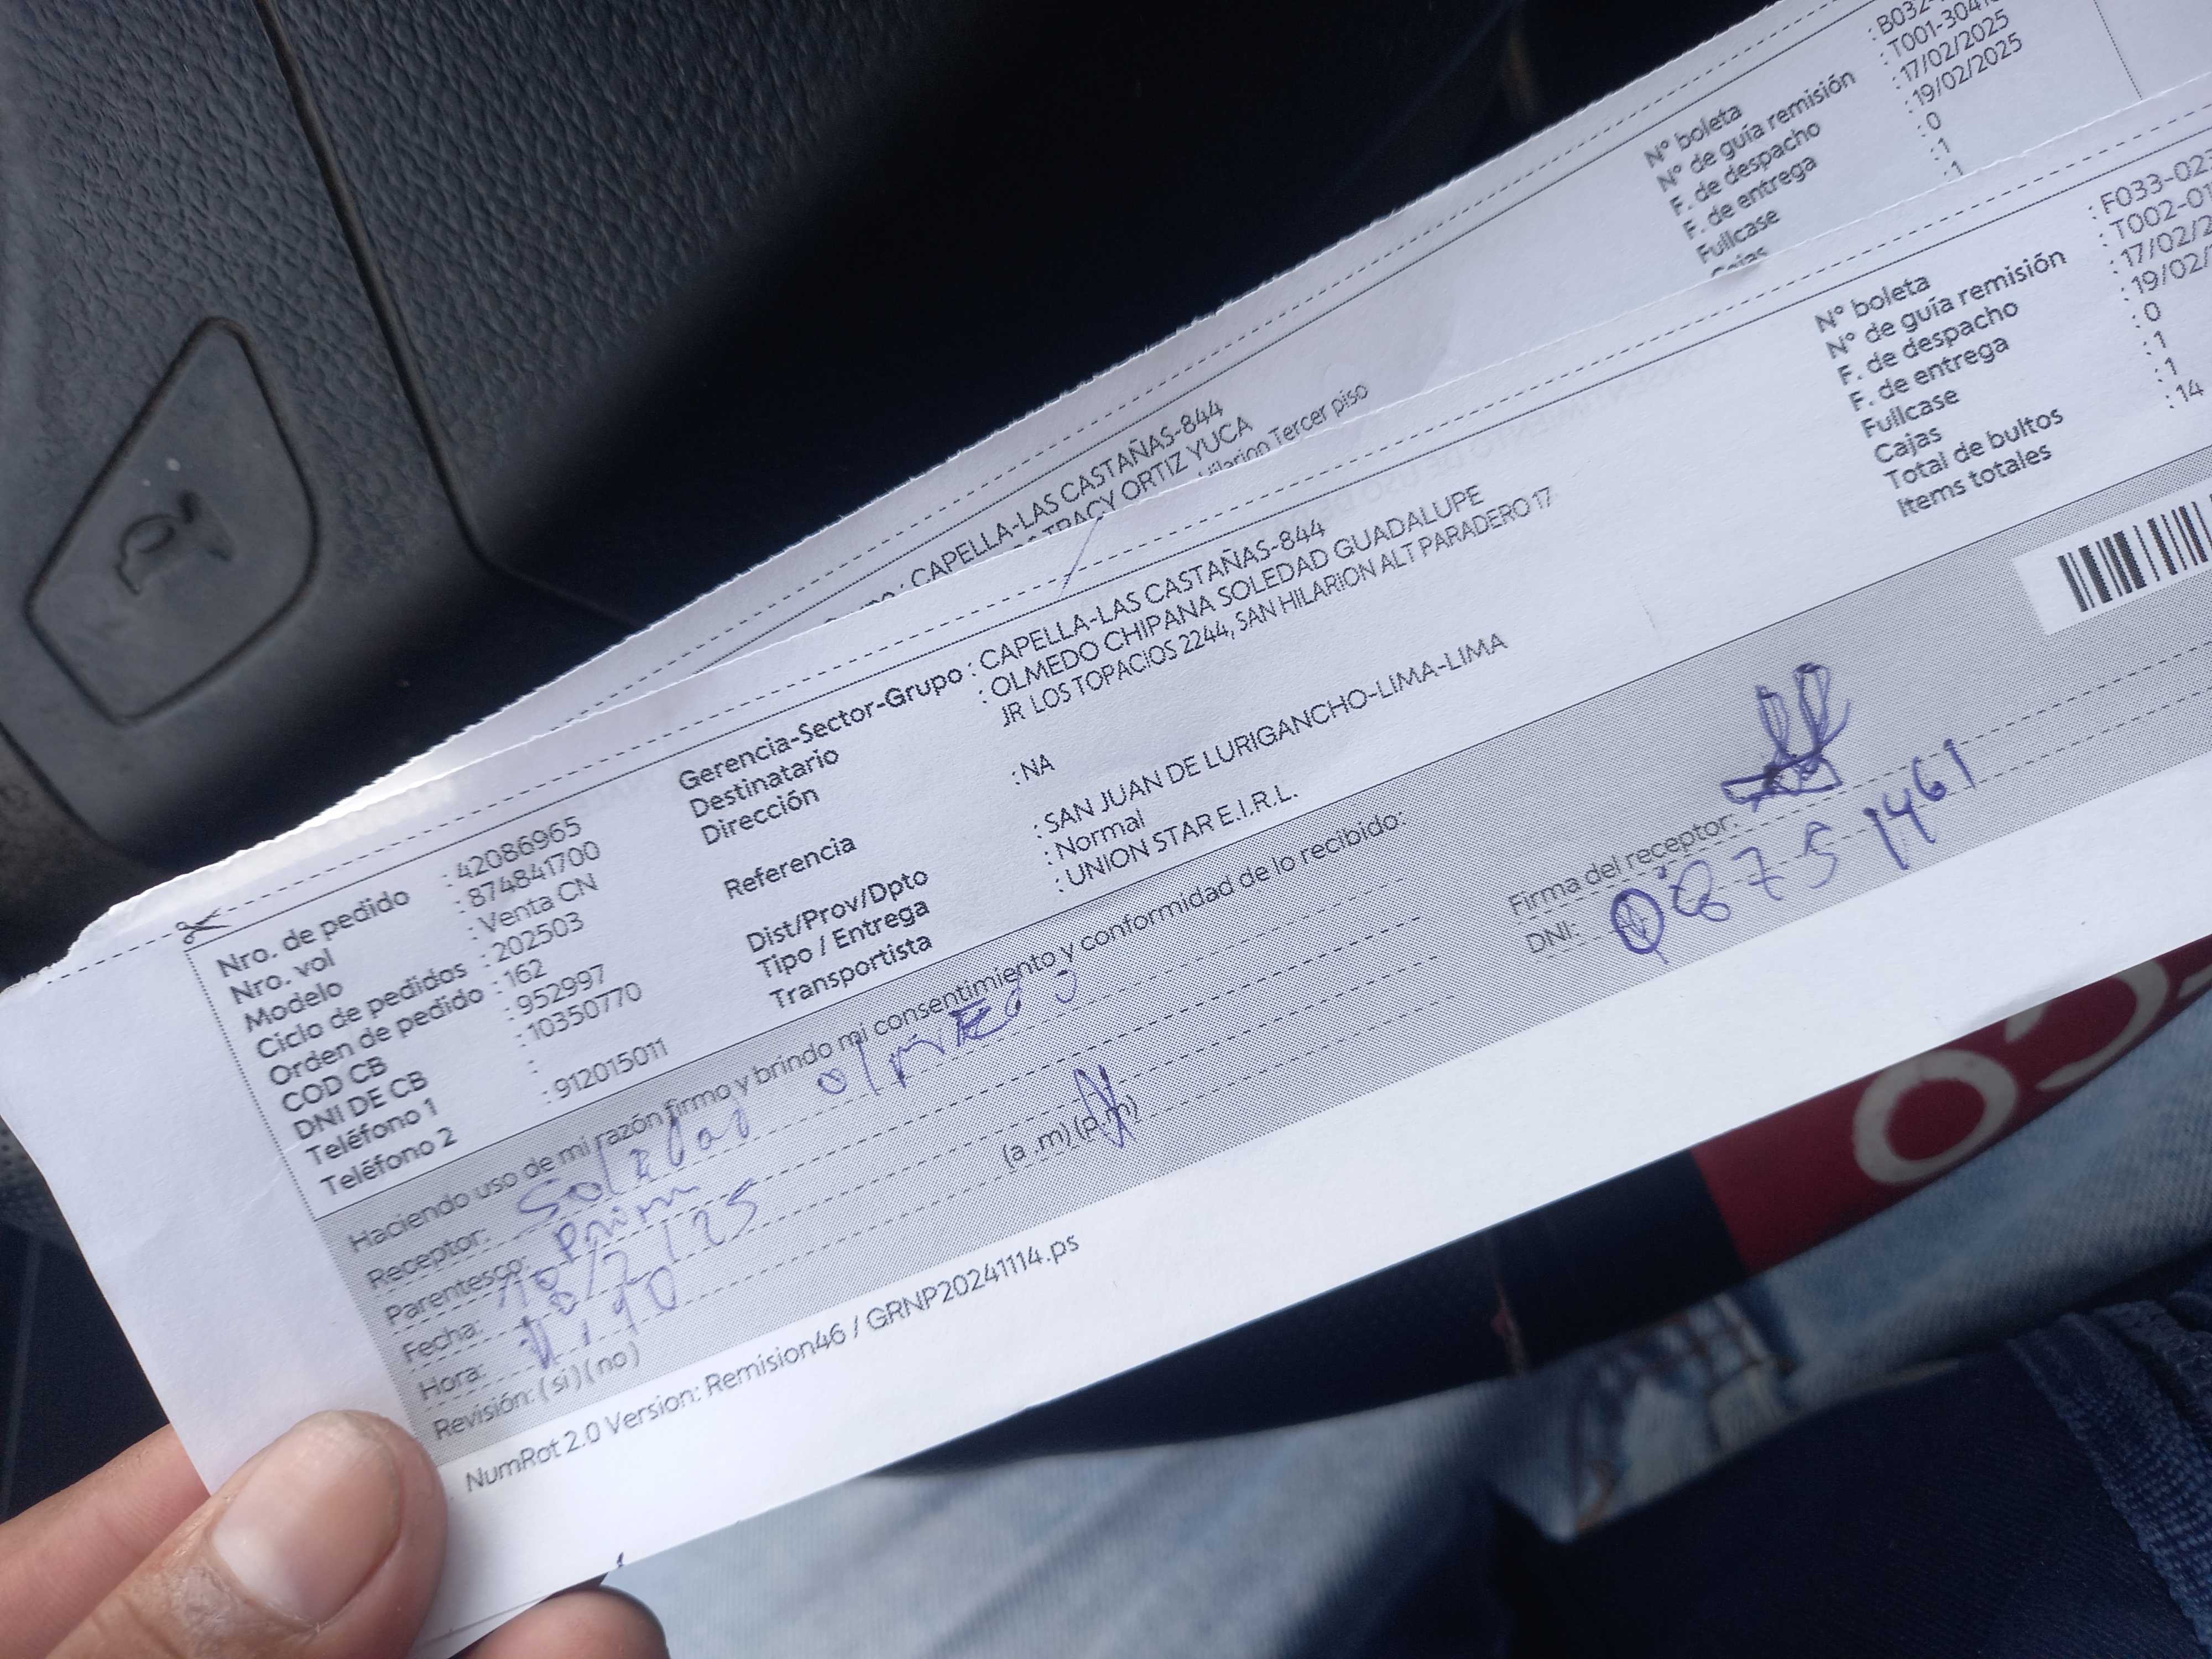 : B032-
: T001-3041
: 17/02/2025
: 19/02/2025
: 0
: 1
: 1
N° boleta
N° de guía remisión
F. de despacho
F. de entrega
Fullcase
Cajas
: CAPELLA-LAS CASTAÑAS-844
TRACY ORTIZ YUCA
Hilarion Tercer piso
Nro. de pedido : 42086965
Nro. vol : 874841700
Modelo : Venta CN
Ciclo de pedidos : 202503
Orden de pedido : 162
COD CB : 952997
DNI DE CB : 10350770
Teléfono 1 :
Teléfono 2 : 912015011
Gerencia-Sector-Grupo : CAPELLA-LAS CASTAÑAS-844
Destinatario : OLMEDO CHIPANA SOLEDAD GUADALUPE
Dirección JR LOS TOPACIOS 2244, SAN HILARION ALT PARADERO 17
Referencia : NA
Dist/Prov/Dpto : SAN JUAN DE LURIGANCHO-LIMA-LIMA
Tipo / Entrega : Normal
Transportista : UNION STAR E.I.R.L.
N° boleta : F033-02
N° de guía remisión : T002-01
F. de despacho : 17/02/2
F. de entrega : 19/02/
Fullcase : 0
Cajas : 1
Total de bultos : 1
Items totales : 14
Haciendo uso de mi razón firmo y brindo mi consentimiento y conformidad de lo recibido:
Receptor:
Parentesco:
Fecha: 18/2/25
Hora: (a .m) (p.m)
Revisión: (si) (no)
Firma del receptor:
DNI:
NumRot 2.0 Version: Remision46 / GRNP20241114.ps